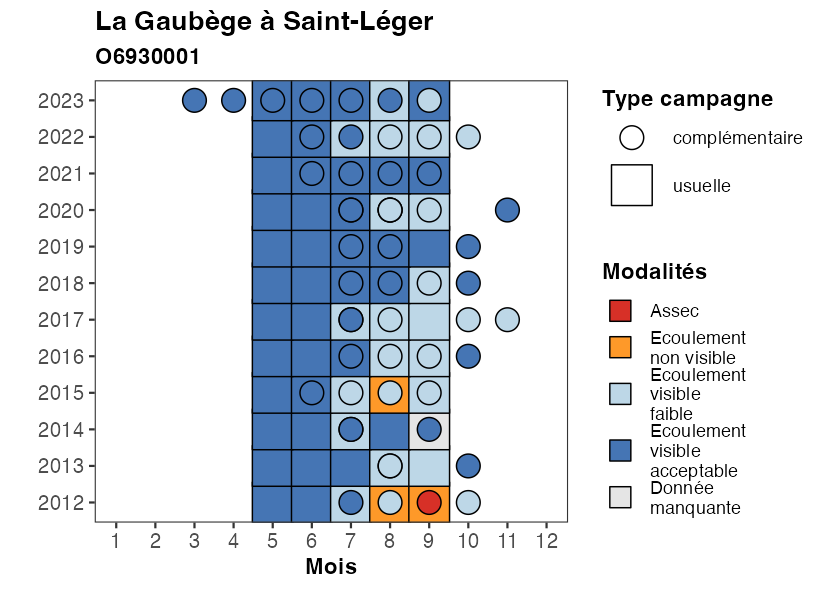 La Gaubège à Saint-Léger
O6930001
2023
2022
2021
2020
2019
2018
2017
2016
2015
2014
2013
2012
1 2 3 4 5 6 7 8 9 10 11 12
Mois
Type campagne
complémentaire
usuelle
Modalités
Assec
Ecoulement
non visible
Ecoulement
visible
faible
Ecoulement
visible
acceptable
Donnée
manquante